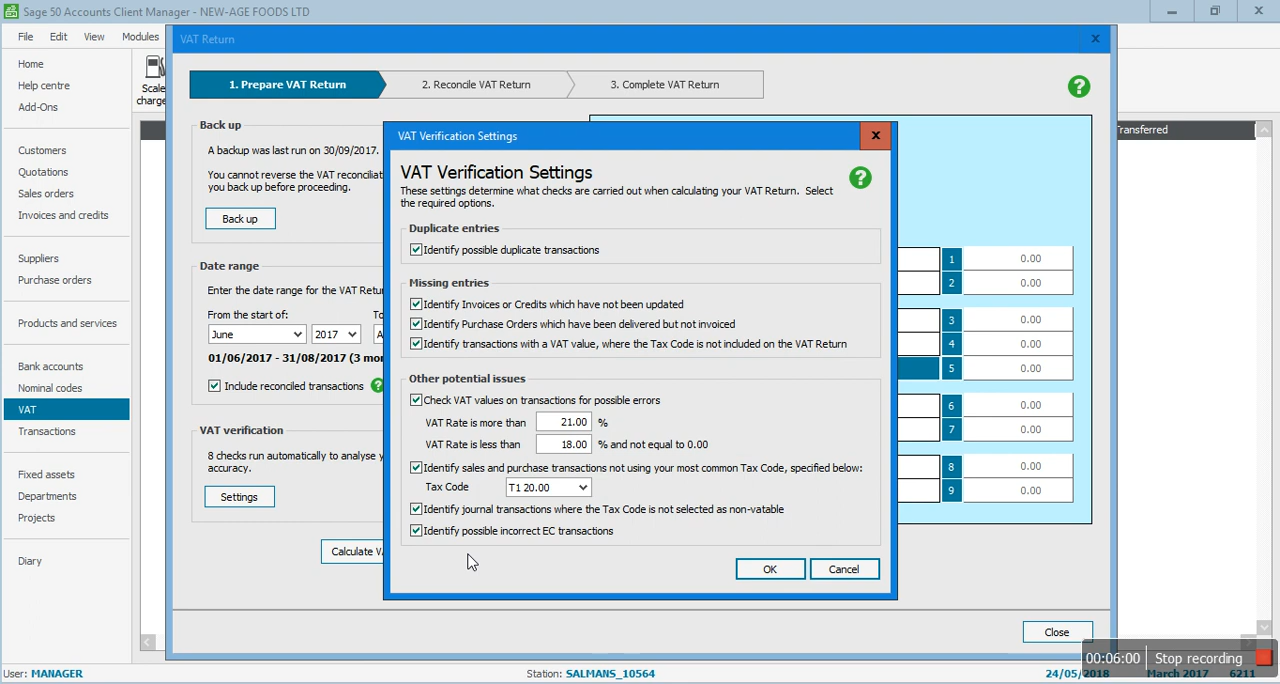 Sage 50 Accounts Client Manager - NEW-AGE FOODS LTD
File Edit View Modules
VAT Return
Home
Help centre
Add-Ons
Customers
Quotations
Sales orders
Invoices and credits
Suppliers
Purchase orders
Products and services
Bank accounts
Nominal codes
VAT
Transactions
Fixed assets
Departments
Projects
Diary
Scale
charge
Transferred
1. Prepare VAT Return
2. Reconcile VAT Return
3. Complete VAT Return
?
Back up
A backup was last run on 30/09/2017.
You cannot reverse the VAT reconciliat
you back up before proceeding.
Back up
Date range
Enter the date range for the VAT Retu
From the start of: To
June 2017 A
01/06/2017 - 31/08/2017 (3 mo
Include reconciled transactions ?
VAT verification
8 checks run automatically to analyse y
accuracy.
Settings
Calculate V
VAT Verification Settings
x
VAT Verification Settings
?
These settings determine what checks are carried out when calculating your VAT Return. Select
the required options.
Duplicate entries
Identify possible duplicate transactions
Missing entries
Identify Invoices or Credits which have not been updated
Identify Purchase Orders which have been delivered but not invoiced
Identify transactions with a VAT value, where the Tax Code is not included on the VAT Return
Other potential issues
Check VAT values on transactions for possible errors
VAT Rate is more than 21.00 %
VAT Rate is less than 18.00 % and not equal to 0.00
Identify sales and purchase transactions not using your most common Tax Code, specified below:
Tax Code T1 20.00
Identify journal transactions where the Tax Code is not selected as non-vatable
Identify possible incorrect EC transactions
OK
Cancel
1 0.00
2 0.00
3 0.00
4 0.00
5 0.00
6 0.00
7 0.00
8 0.00
9 0.00
Close
00:06:00 Stop recording
User: MANAGER
Station: SALMANS_10564
24/05/2018
March 2017
6211